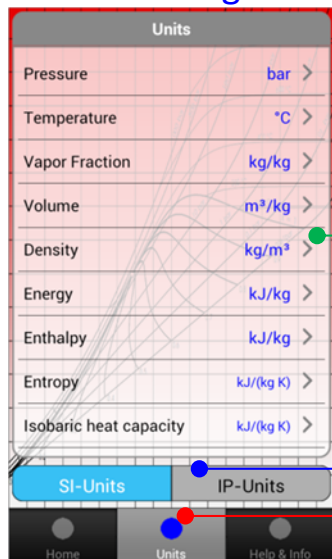 Units
Pressure bar
Temperature °C
Vapor Fraction kg/kg
Volume m³/kg
Density kg/m³
Energy kJ/kg
Enthalpy kJ/kg
Entropy kJ/(kg K)
Isobaric heat capacity kJ/(kg K)
SI-Units IP-Units
Home Units Help & Info